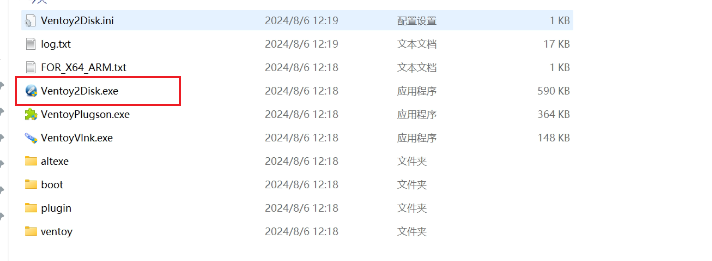 Ventoy2Disk.ini 2024/8/6 12:19 配置设置 1 KB
log.txt 2024/8/6 12:19 文本文档 17 KB
FOR_X64_ARM.txt 2024/8/6 12:18 文本文档 1 KB
Ventoy2Disk.exe 2024/8/6 12:18 应用程序 590 KB
VentoyPlugson.exe 2024/8/6 12:18 应用程序 364 KB
VentoyVlnk.exe 2024/8/6 12:18 应用程序 148 KB
altexe 2024/8/6 12:18 文件夹
boot 2024/8/6 12:18 文件夹
plugin 2024/8/6 12:18 文件夹
ventoy 2024/8/6 12:18 文件夹